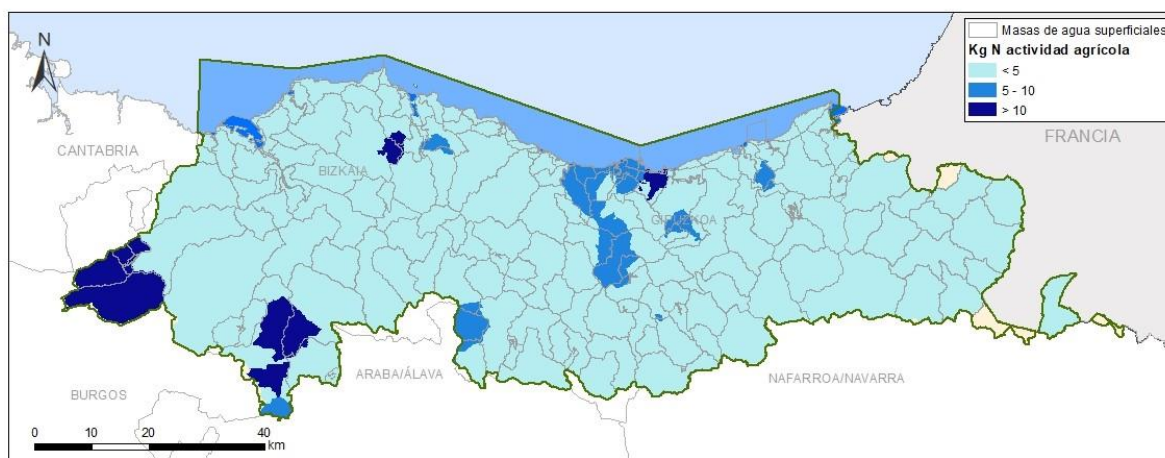 N
Masas de agua superficiales
Kg N actividad agrícola
< 5
5 - 10
> 10
FRANCIA
CANTABRIA
BIZKAIA
GIPUZKOA
ARABA/ÁLAVA
NAFARROA/NAVARRA
BURGOS
0 10 20 40
km